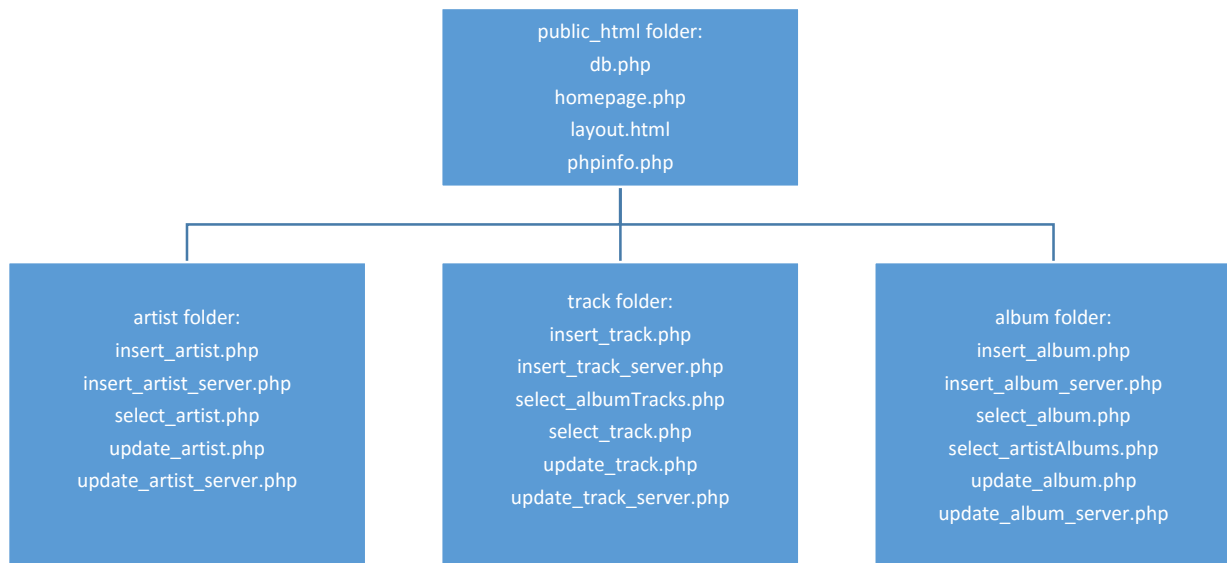 public_html folder:
db.php
homepage.php
layout.html
phpinfo.php
artist folder:
insert_artist.php
insert_artist_server.php
select_artist.php
update_artist.php
update_artist_server.php
track folder:
insert_track.php
insert_track_server.php
select_albumTracks.php
select_track.php
update_track.php
update_track_server.php
album folder:
insert_album.php
insert_album_server.php
select_album.php
select_artistAlbums.php
update_album.php
update_album_server.php